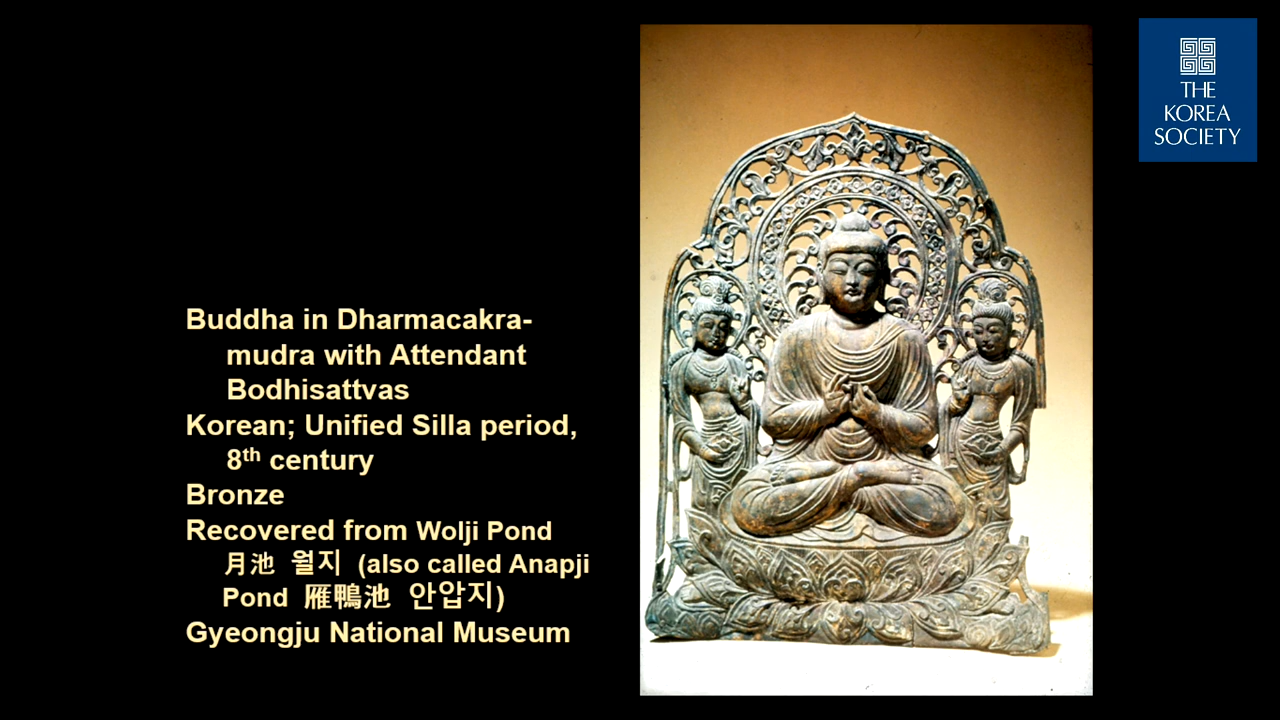 Buddha in Dharmacakra-
mudra with Attendant
Bodhisattvas
Korean; Unified Silla period,
8th century
Bronze
Recovered from Wolji Pond
月池 월지 (also called Anapji
Pond 雁鴨池 안압지)
Gyeongju National Museum
THE
KOREA
SOCIETY